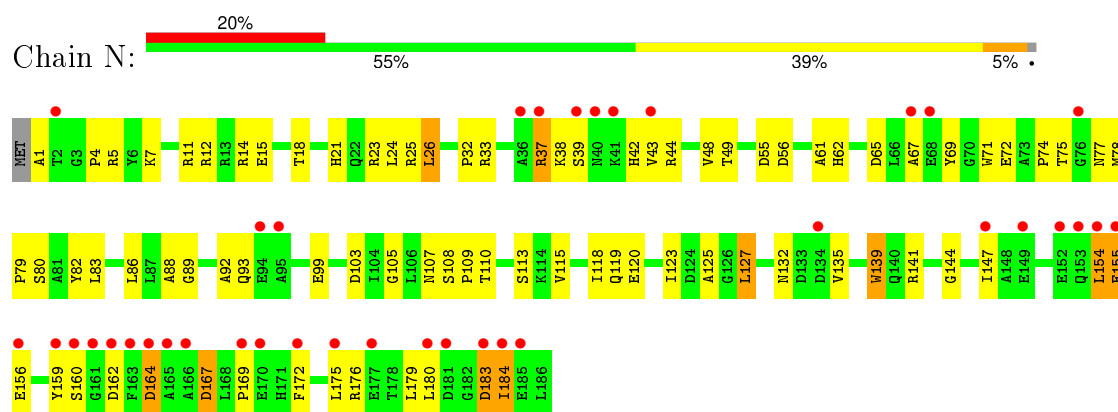 20%
Chain N:
55% 39% 5%
MET A1 T2 G3 P4 R5 Y6 K7 R11 R12 R13 R14 E15 T18 H21 Q22 R23 L24 R25 L26 P32 R33 A36 R37 K38 S39 N40 K41 H42 V43 R44 V48 T49 D55 D56 A61 H62 D65 L66 A67 E68 Y69 G70 W71 E72 A73 P74 T75 G76 N77
P79 S80 A81 Y82 L83 L86 L87 A88 G89 A92 Q93 E94 A95 E99 D103 I104 G105 L106 N107 S108 P109 T110 S113 K114 V115 I118 Q119 E120 I123 D124 A125 G126 L127 N132 D133 D134 V135 W139 Q140 R141 G144 I147 A148 E149 E152 Q153 L154
E156 Y159 S160 G161 D162 F163 D164 A165 A166 D167 L168 P169 E170 H171 F172 L175 R176 E177 T178 L179 L180 D181 G182 D183 I184 E185 L186